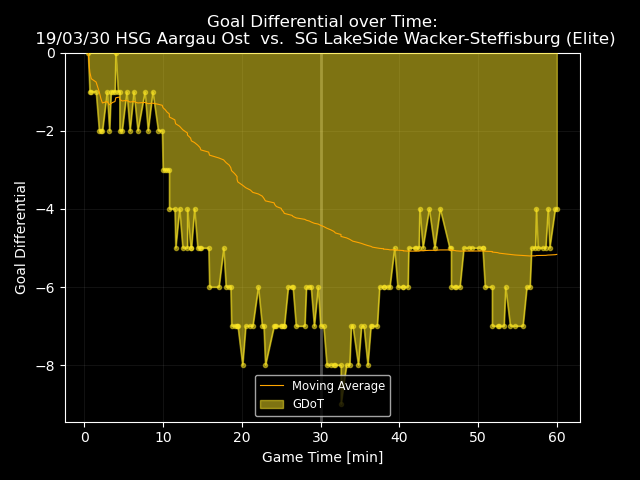 Goal Differential over Time:
19/03/30 HSG Aargau Ost  vs.  SG LakeSide Wacker-Steffisburg (Elite)
0
−2
−4
−6
−8
Goal Differential
Moving Average
GDoT
0 10 20 30 40 50 60
Game Time [min]